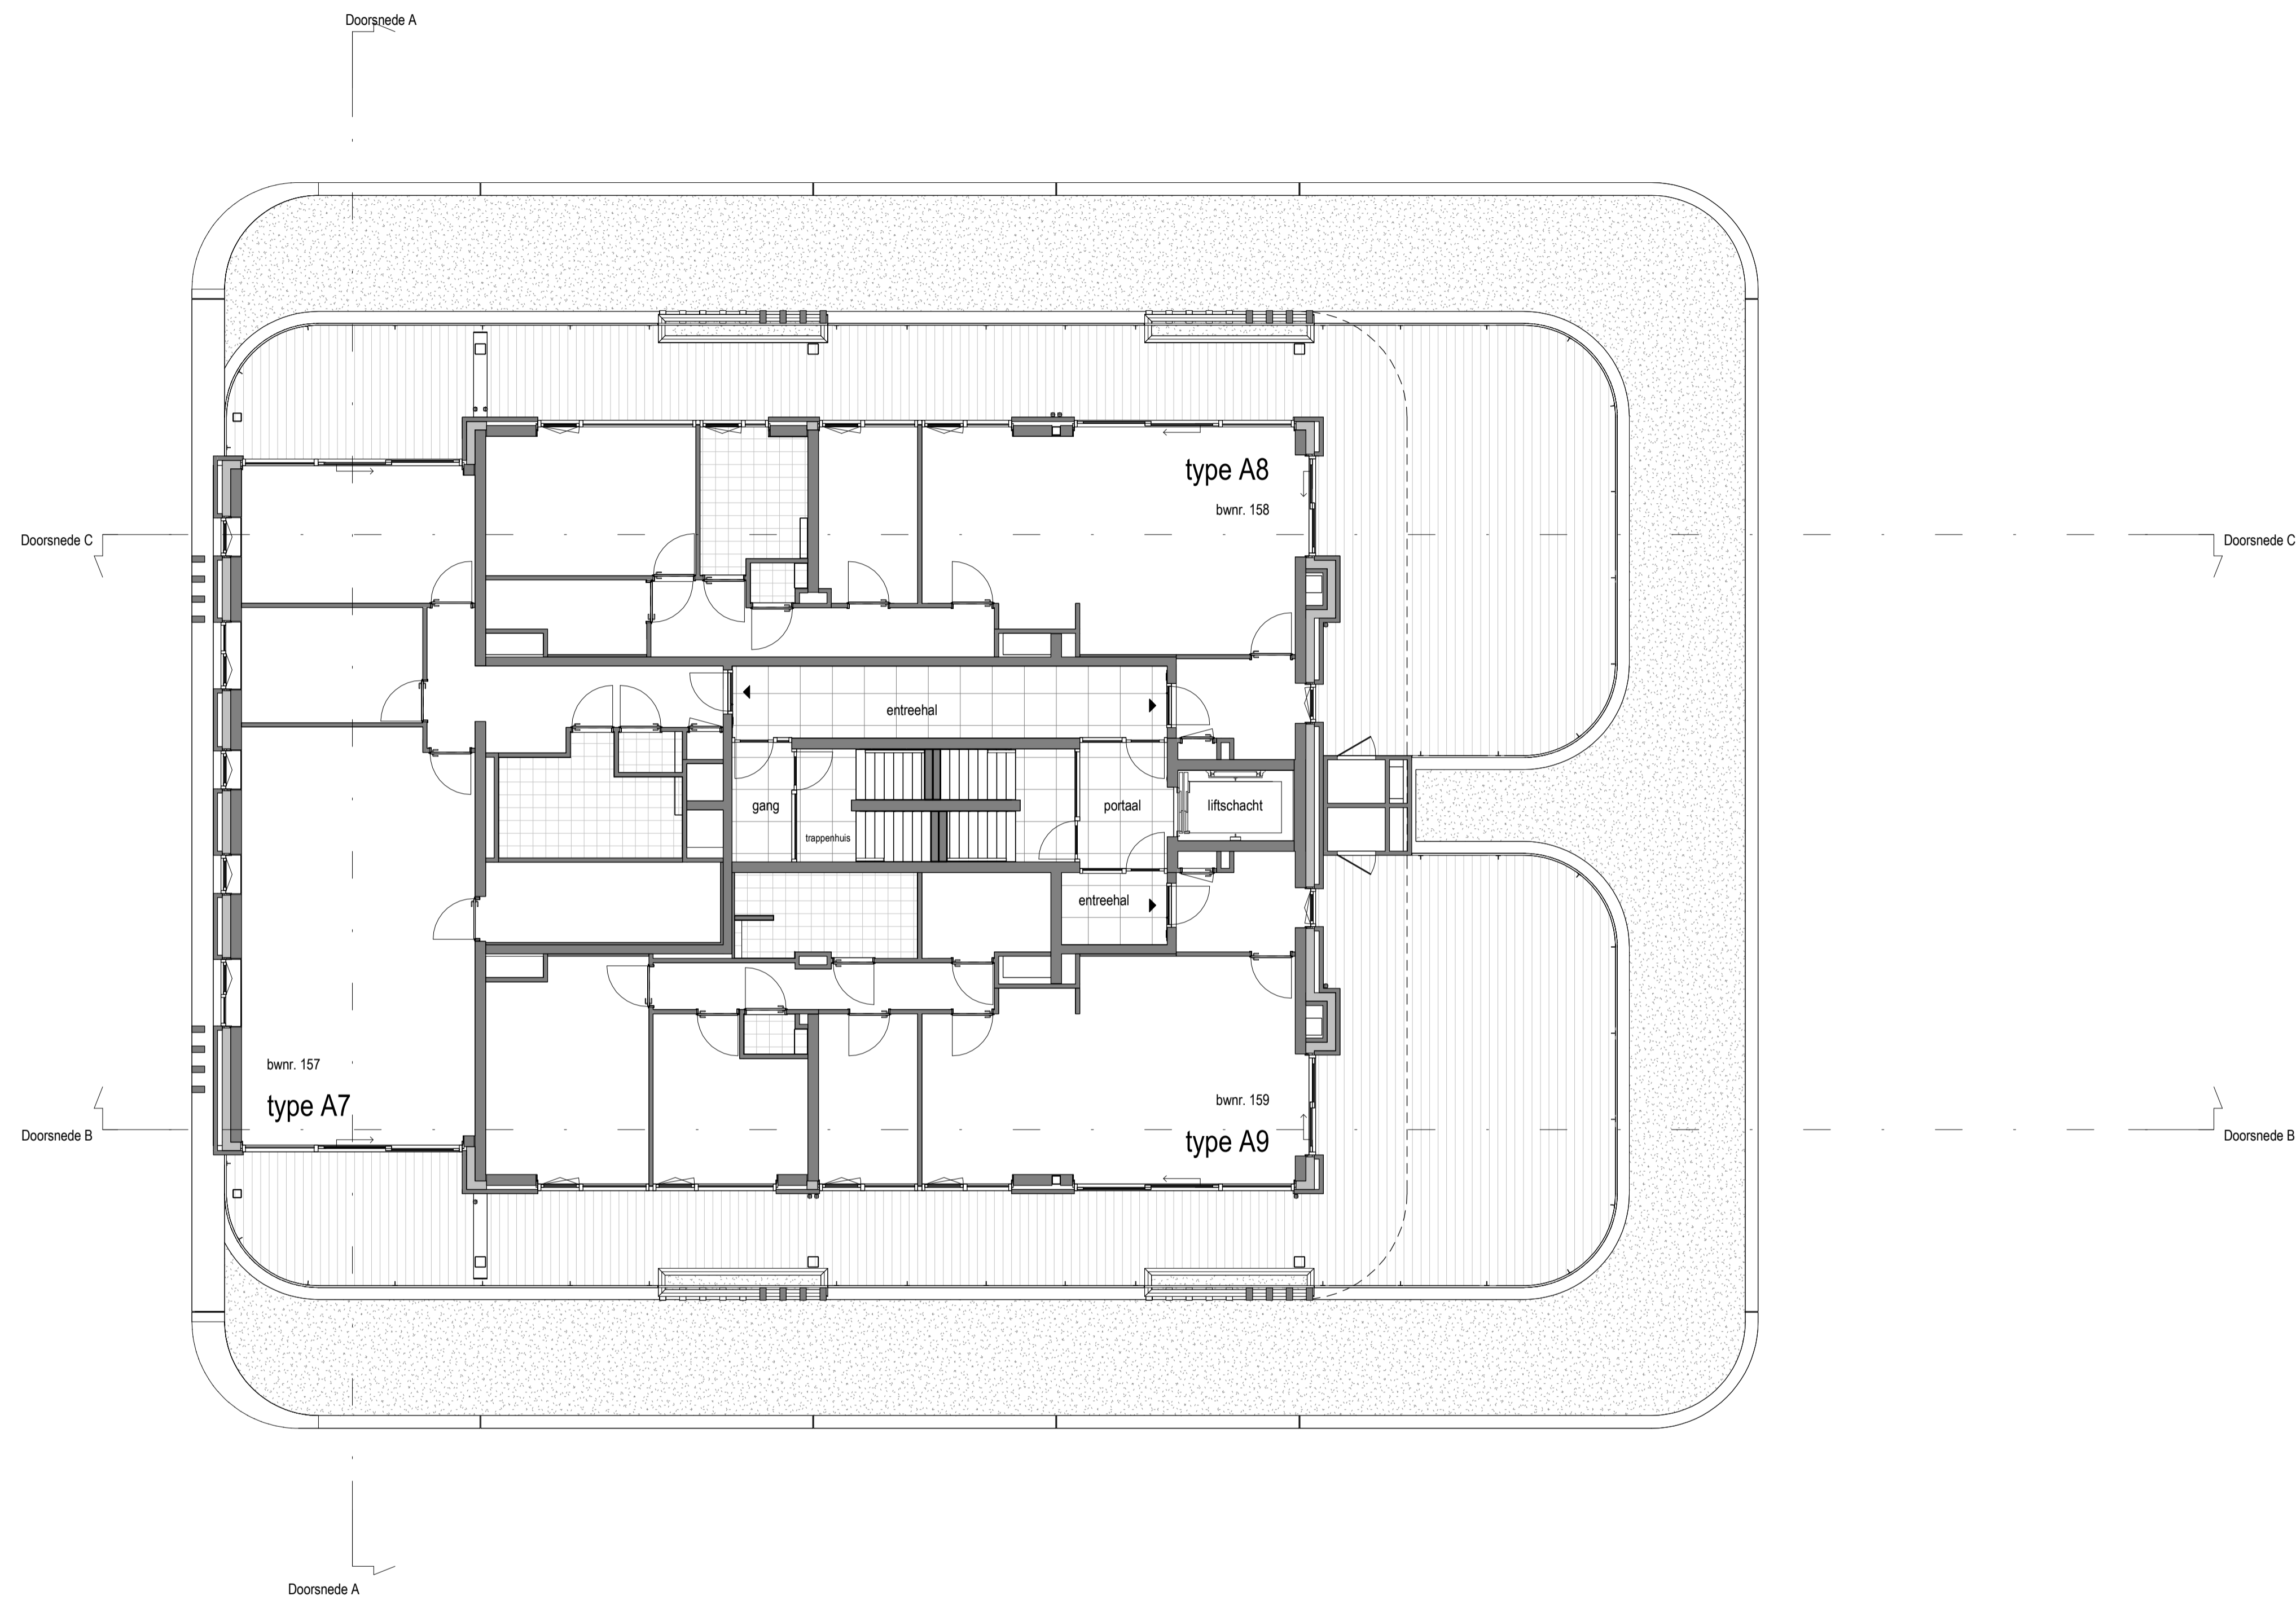 Doorsnede A
type A8
bwnr. 158
Doorsnede C
Doorsnede C
entreehal
gang
trappenhuis
portaal
liftschacht
entreehal
bwnr. 157
type A7
bwnr. 159
type A9
Doorsnede B
Doorsnede B
Doorsnede A